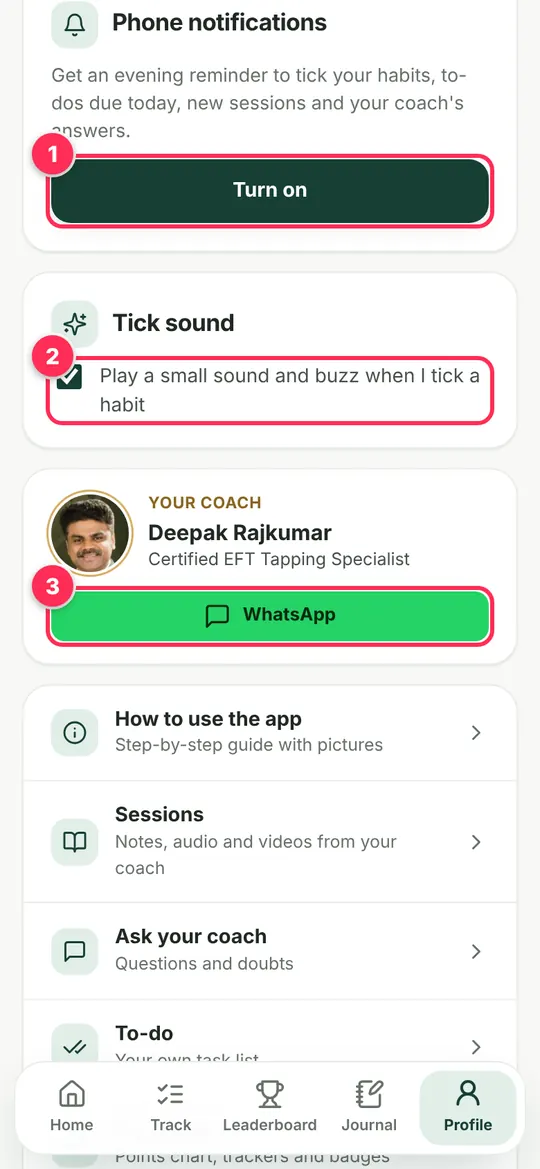 Phone notifications
Get an evening reminder to tick your habits, to-
dos due today, new sessions and your coach's
answers.
1
Turn on
Tick sound
2
Play a small sound and buzz when I tick a
habit
YOUR COACH
Deepak Rajkumar
Certified EFT Tapping Specialist
3
WhatsApp
How to use the app
Step-by-step guide with pictures
Sessions
Notes, audio and videos from your
coach
Ask your coach
Questions and doubts
To-do
Your own task list
Home
Track
Leaderboard
Journal
Profile
Points chart, trackers and badges